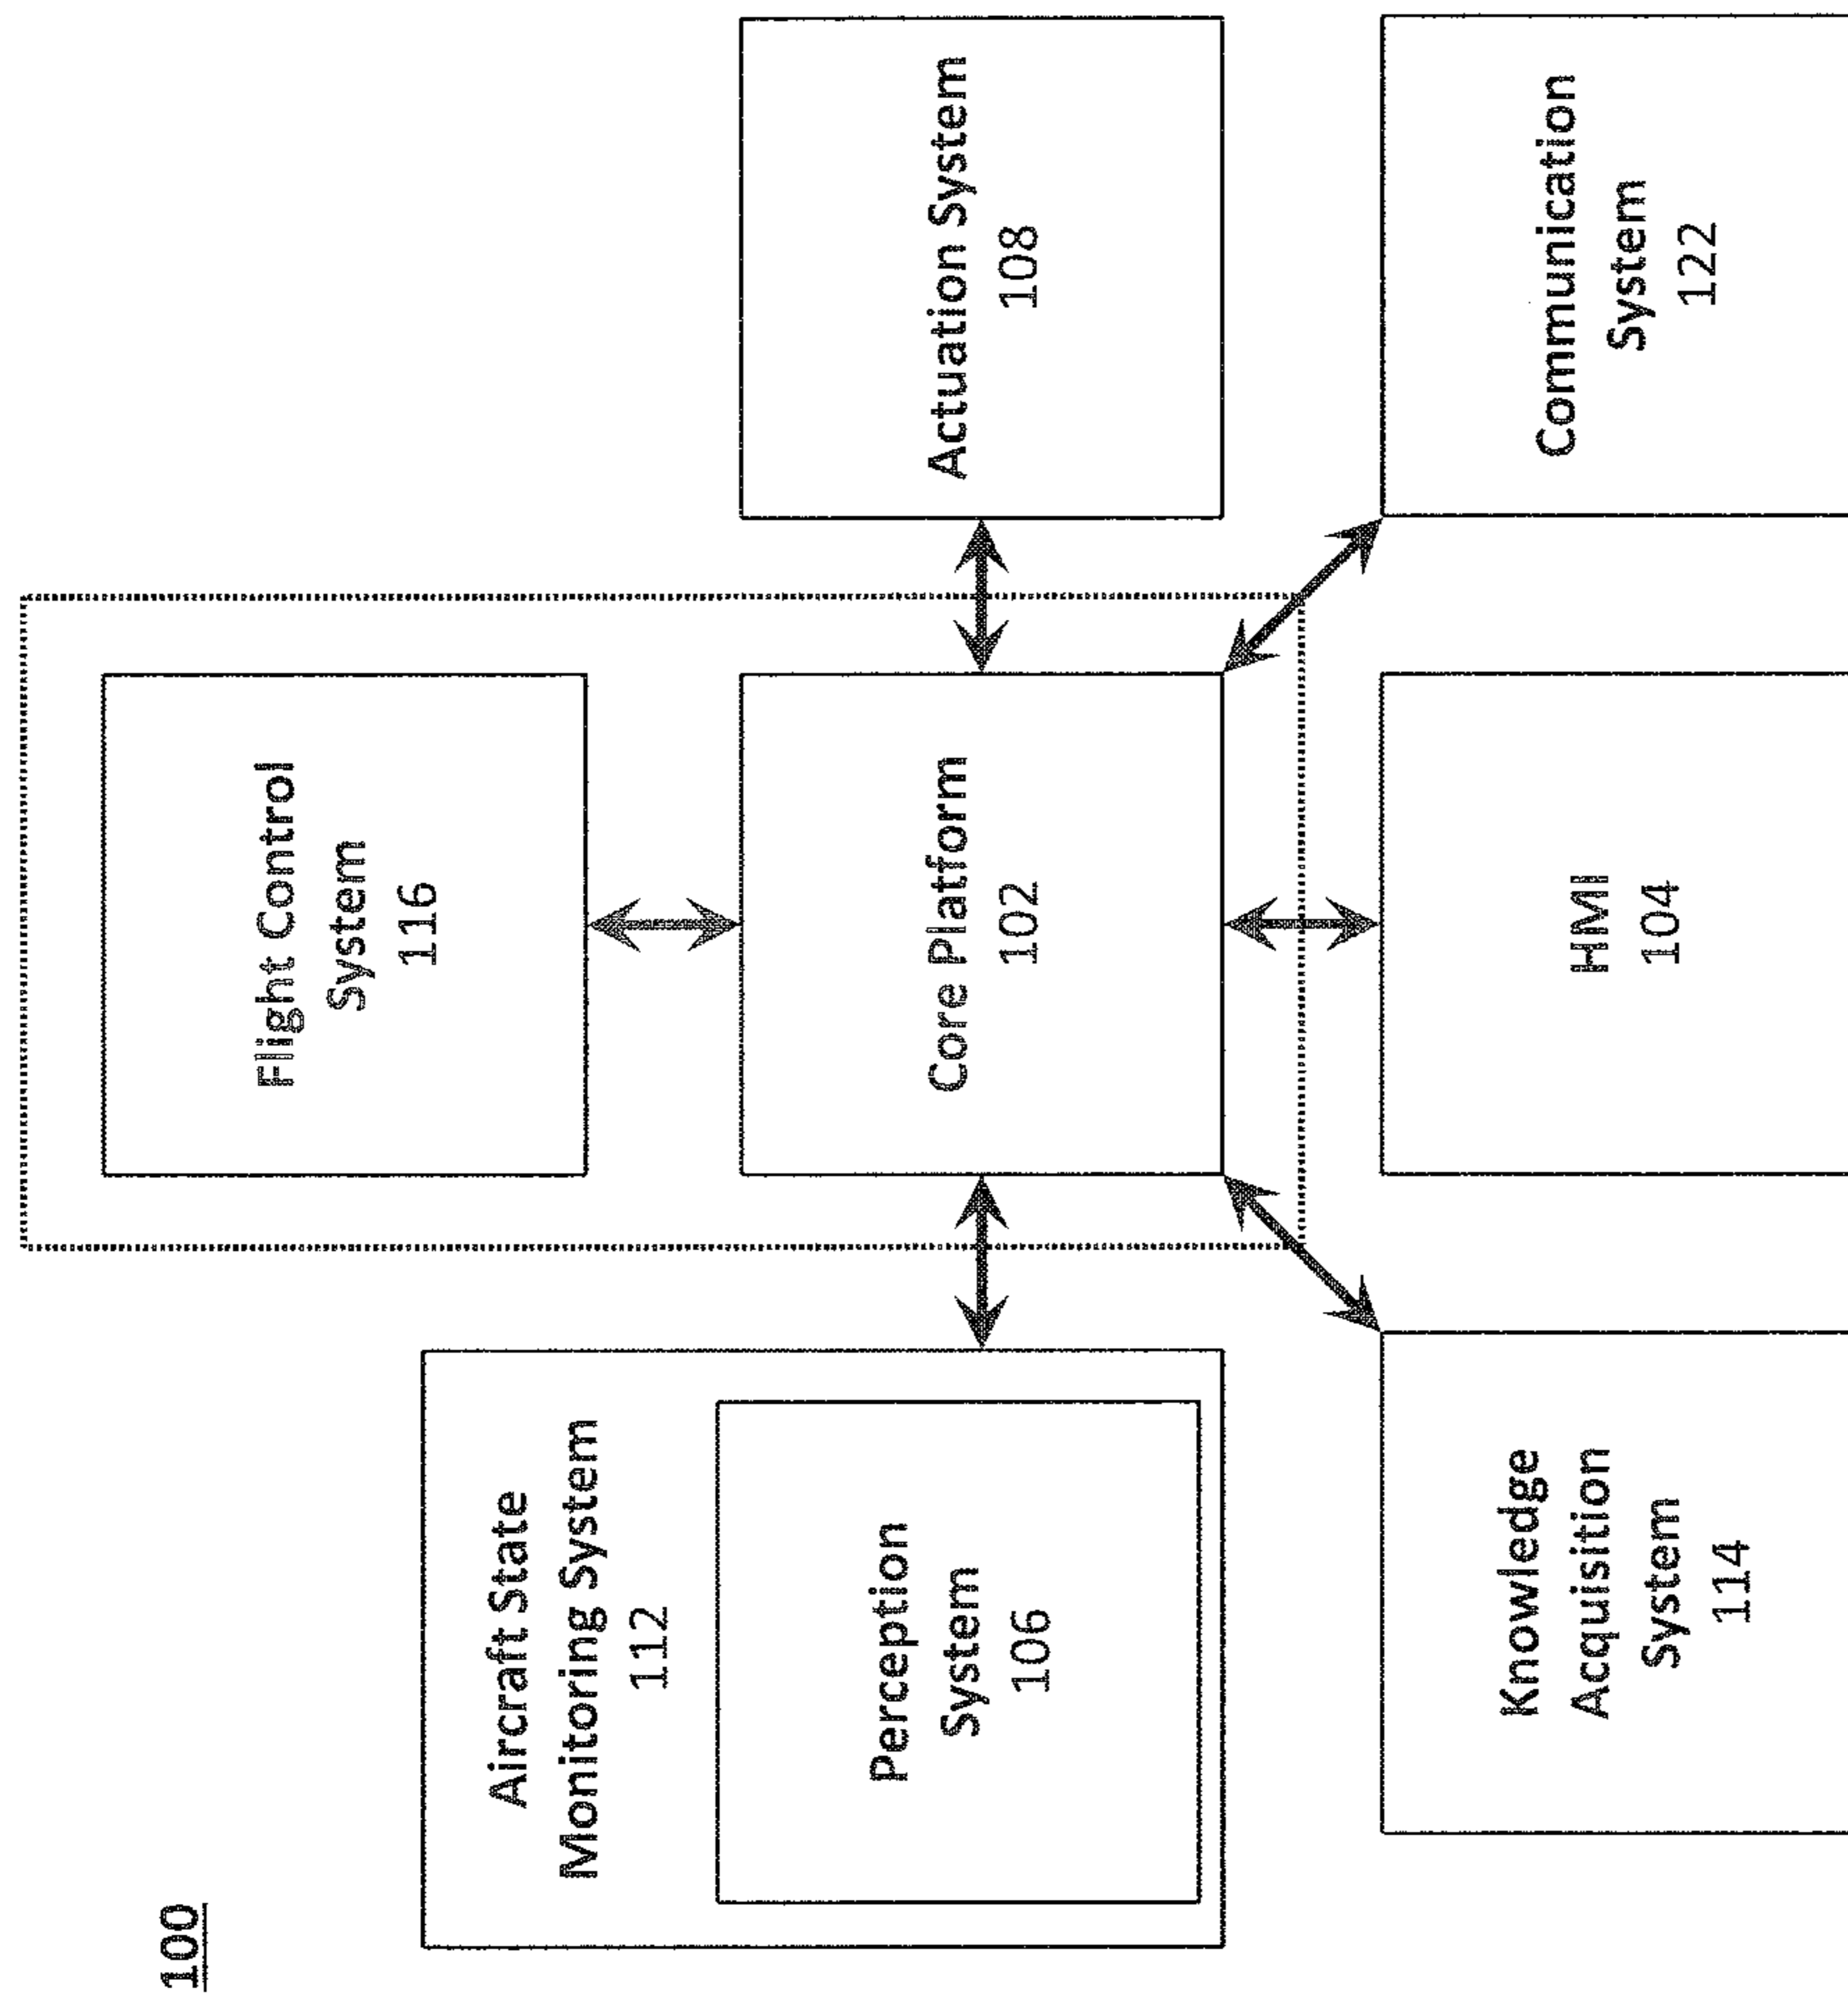 100
Flight Control
System
116
Aircraft State
Monitoring System
112
Perception
System
106
Core Platform
102
Actuation System
108
Knowledge
Acquisition
System
114
HMI
104
Communication
System
122